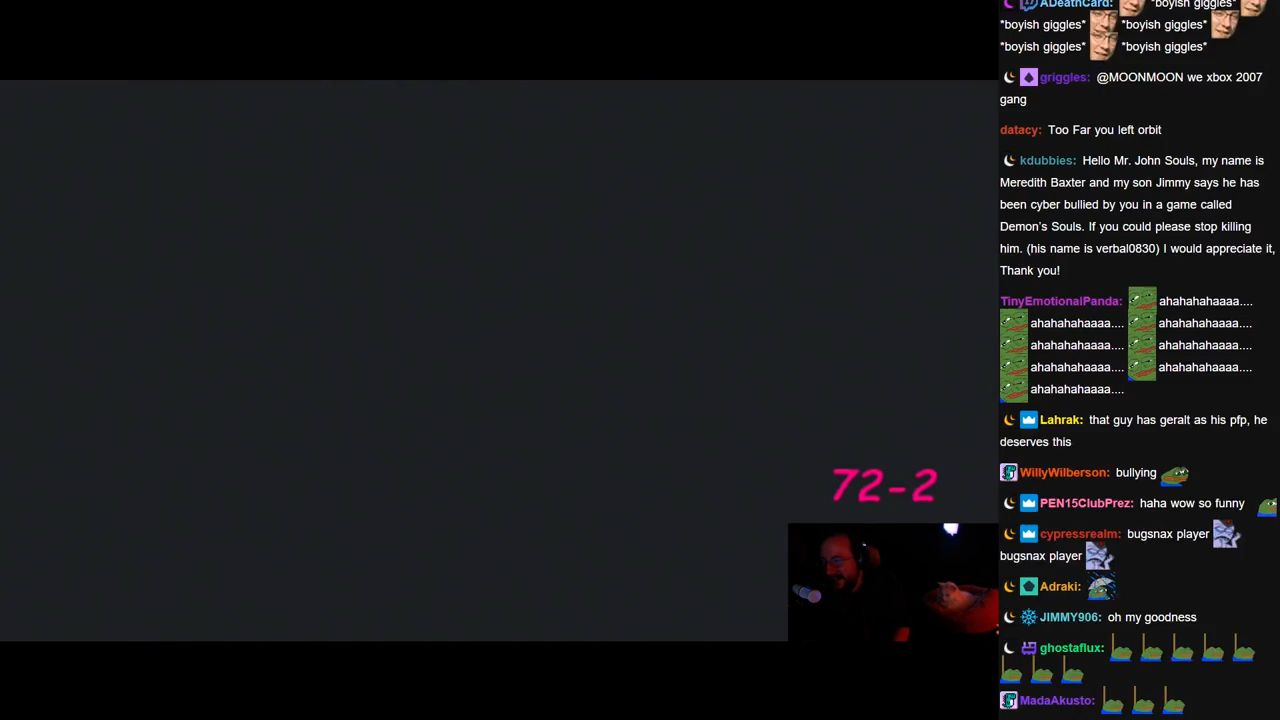 ADeathCard: *boyish giggles*
*boyish giggles* *boyish giggles*
*boyish giggles* *boyish giggles*
griggles: @MOONMOON we xbox 2007
gang
datacy: Too Far you left orbit
kdubbies: Hello Mr. John Souls, my name is
Meredith Baxter and my son Jimmy says he has
been cyber bullied by you in a game called
Demon's Souls. If you could please stop killing
him. (his name is verbal0830) I would appreciate it,
Thank you!
TinyEmotionalPanda: ahahahahaaaa....
ahahahahaaaa.... ahahahahaaaa....
ahahahahaaaa.... ahahahahaaaa....
ahahahahaaaa.... ahahahahaaaa....
ahahahahaaaa....
Lahrak: that guy has geralt as his pfp, he
deserves this
WillyWilberson: bullying
PEN15ClubPrez: haha wow so funny
cypressrealm: bugsnax player
bugsnax player
Adraki:
JIMMY906: oh my goodness
ghostaflux:
MadaAkusto:
72-2